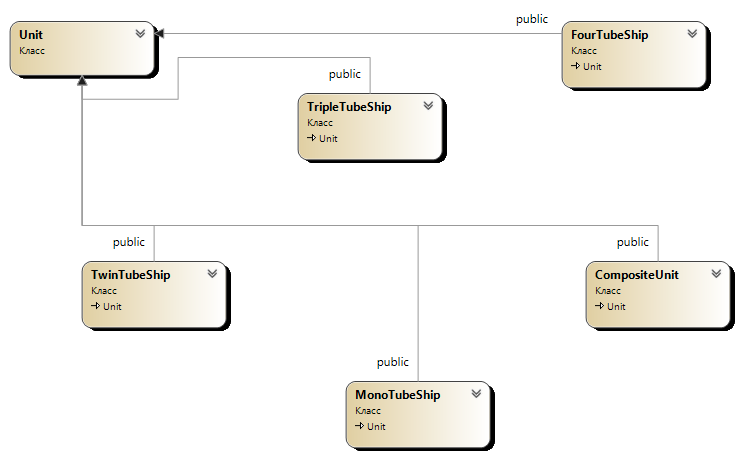 Unit
Класс
public
FourTubeShip
Класс
Unit
public
TripleTubeShip
Класс
Unit
public
TwinTubeShip
Класс
Unit
public
CompositeUnit
Класс
Unit
public
MonoTubeShip
Класс
Unit